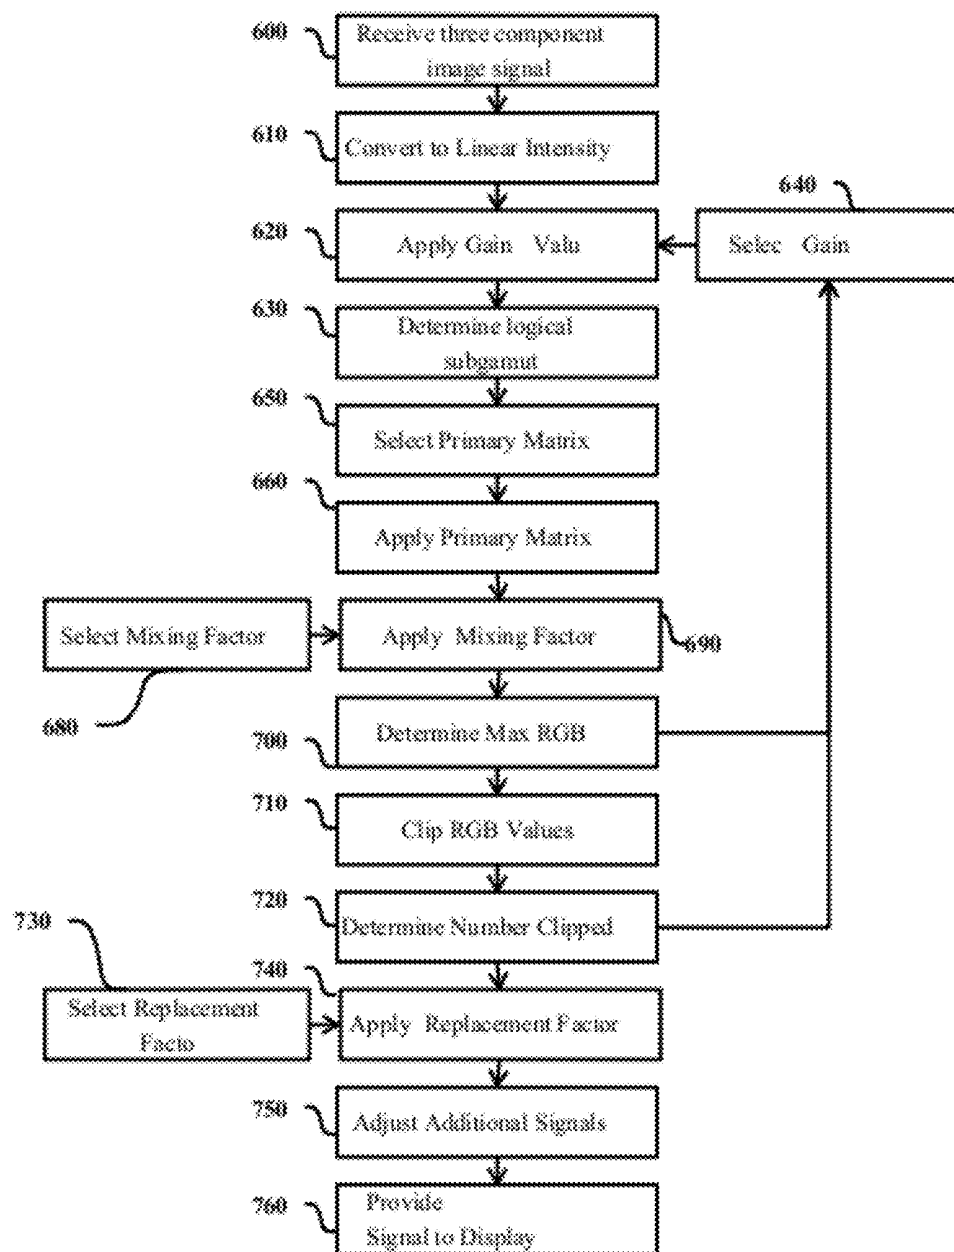 600
Receive three component
image signal
610
Convert to Linear Intensity
640
620
Apply Gain Valu
Selec Gain
630
Determine logical
subgamut
650
Select Primary Matrix
660
Apply Primary Matrix
Select Mixing Factor
Apply Mixing Factor
690
680
Determine Max RGB
700
710
Clip RGB Values
720
Determine Number Clipped
730
740
Select Replacement
Facto
Apply Replacement Factor
750
Adjust Additional Signals
760
Provide
Signal to Display